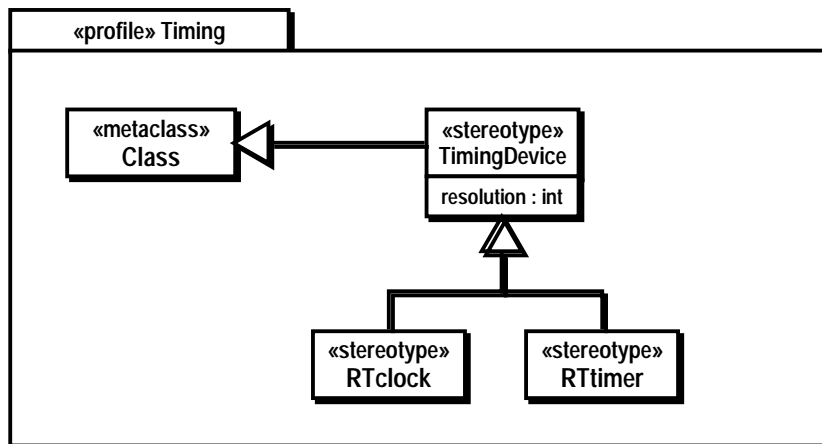 «profile» Timing
«metaclass»
Class
«stereotype»
TimingDevice
resolution : int
«stereotype»
RTclock
«stereotype»
RTtimer